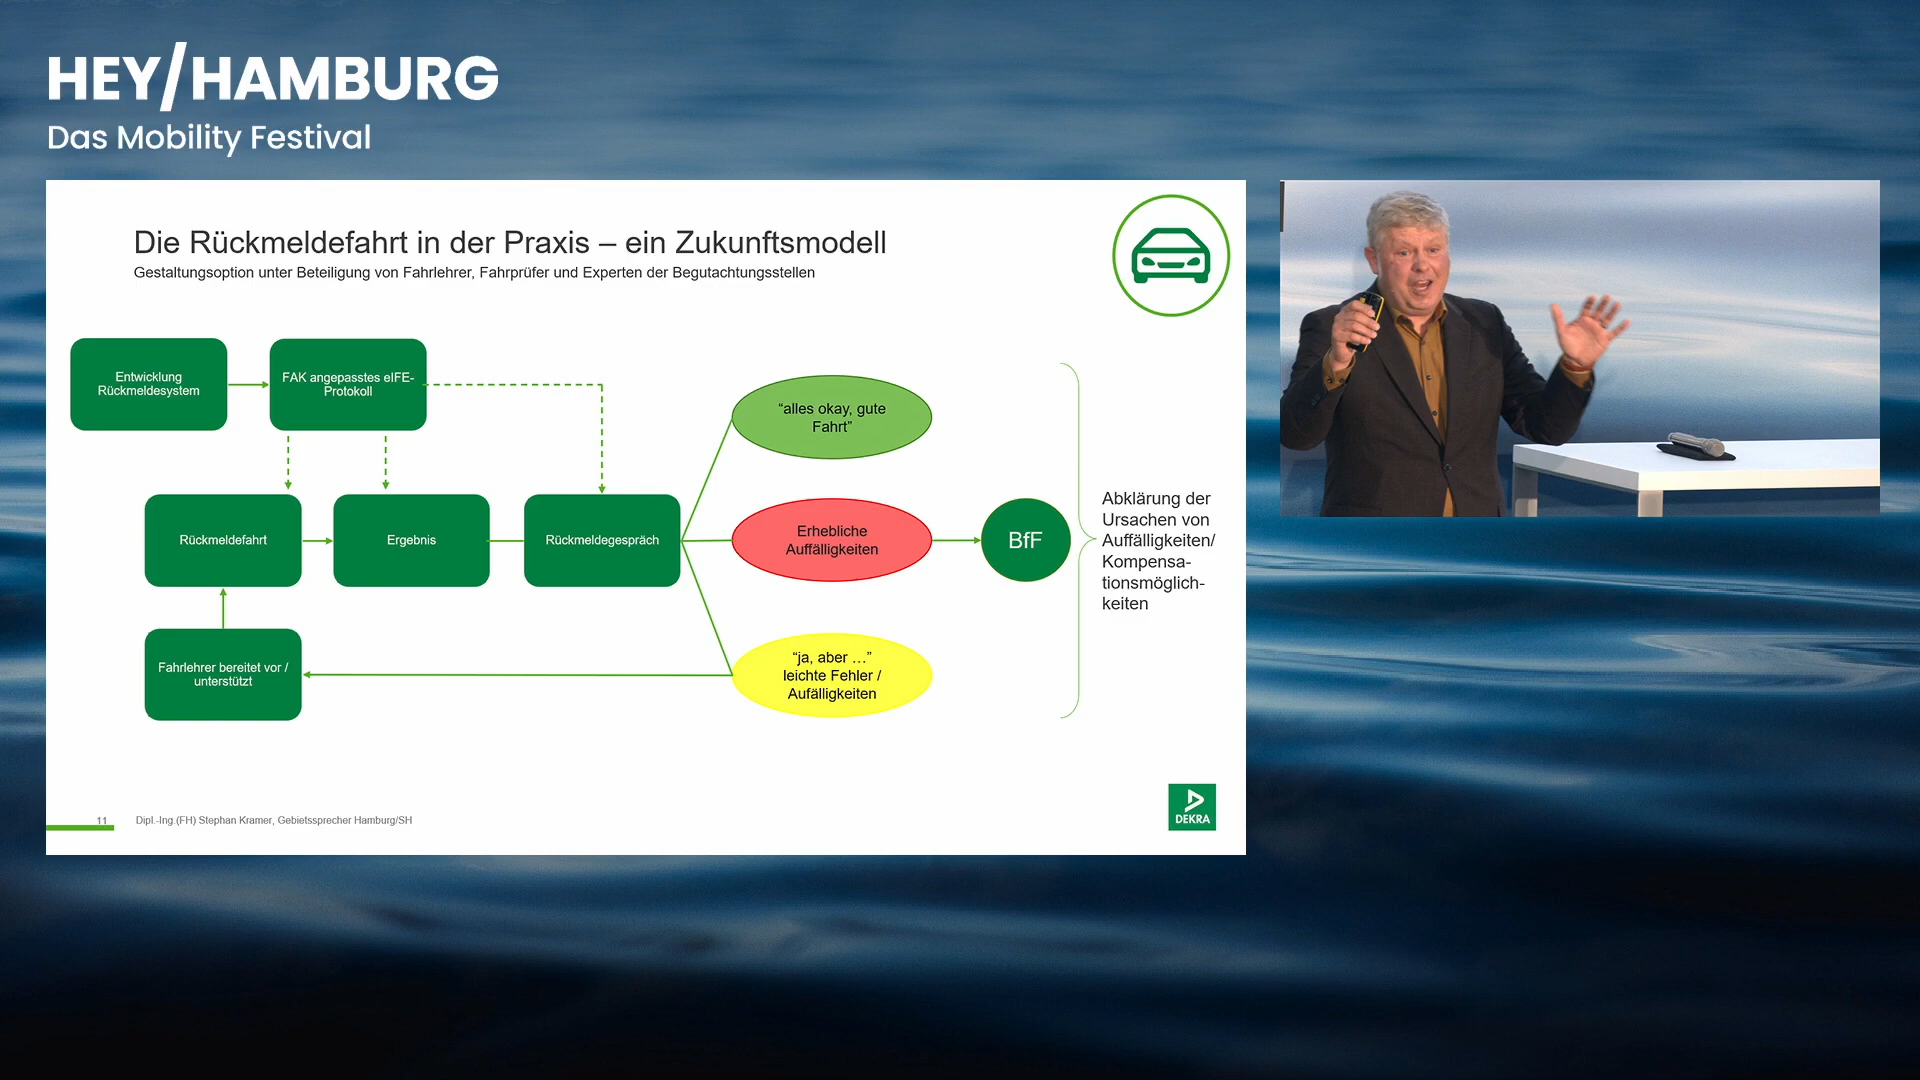 HEY/HAMBURG
Das Mobility Festival
Die Rückmeldefahrt in der Praxis – ein Zukunftsmodell
Gestaltungsoption unter Beteiligung von Fahrlehrer, Fahrprüfer und Experten der Begutachtungsstellen
Entwicklung
Rückmeldesystem
FAK angepasstes elFE-
Protokoll
“alles okay, gute
Fahrt”
Rückmeldefahrt
Ergebnis
Rückmeldegespräch
Erhebliche
Auffälligkeiten
BfF
Abklärung der
Ursachen von
Auffälligkeiten/
Kompensa-
tionsmöglich-
keiten
Fahrlehrer bereitet vor /
unterstützt
“ja, aber …”
leichte Fehler /
Aufälligkeiten
11
Dipl.-Ing.(FH) Stephan Kramer, Gebietssprecher Hamburg/SH
DEKRA